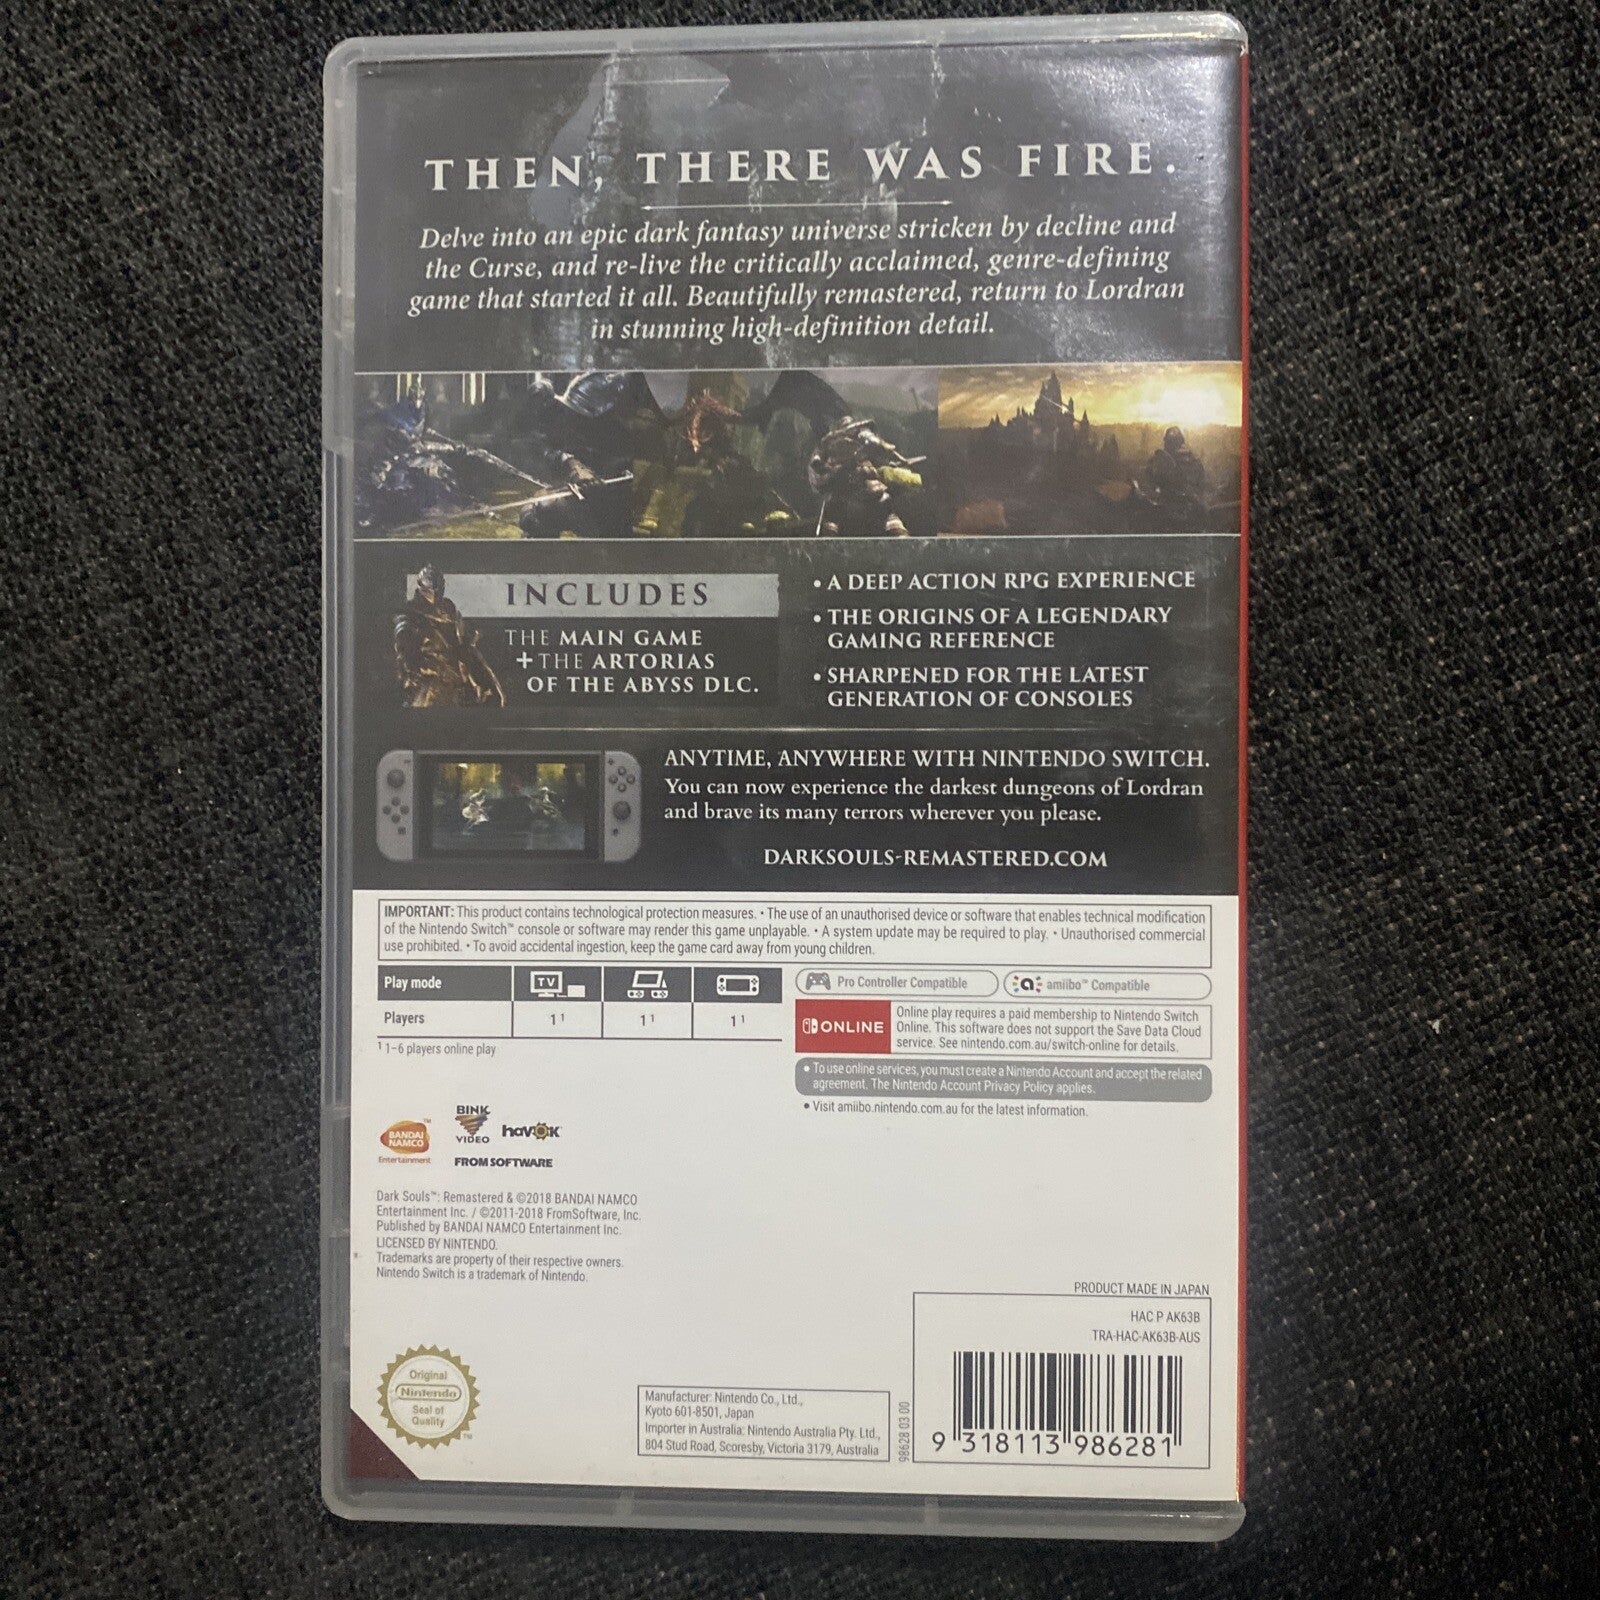 THEN, THERE WAS FIRE.
Delve into an epic dark fantasy universe stricken by decline and
the Curse, and re-live the critically acclaimed, genre-defining
game that started it all. Beautifully remastered, return to Lordran
in stunning high-definition detail.
INCLUDES
THE MAIN GAME
+THE ARTORIAS
OF THE ABYSS DLC.
• A DEEP ACTION RPG EXPERIENCE
• THE ORIGINS OF A LEGENDARY
GAMING REFERENCE
• SHARPENED FOR THE LATEST
GENERATION OF CONSOLES
ANYTIME, ANYWHERE WITH NINTENDO SWITCH.
You can now experience the darkest dungeons of Lordran
and brave its many terrors wherever you please.
DARKSOULS-REMASTERED.COM
IMPORTANT: This product contains technological protection measures. • The use of an unauthorised device or software that enables technical modification
of the Nintendo Switch™ console or software may render this game unplayable. • A system update may be required to play. • Unauthorised commercial
use prohibited. • To avoid accidental ingestion, keep the game card away from young children.
Play mode TV
Players 1¹ 1¹ 1¹
¹ 1-6 players online play
Pro Controller Compatible
amiibo™ Compatible
ONLINE
Online play requires a paid membership to Nintendo Switch
Online. This software does not support the Save Data Cloud
service. See nintendo.com.au/switch-online for details.
• To use online services, you must create a Nintendo Account and accept the related
agreement. The Nintendo Account Privacy Policy applies.
• Visit amiibo.nintendo.com.au for the latest information.
BANDAI
NAMCO™
Entertainment
BINK
VIDEO
havok
FROMSOFTWARE
Dark Souls™: Remastered & ©2018 BANDAI NAMCO
Entertainment Inc. / ©2011-2018 FromSoftware, Inc.
Published by BANDAI NAMCO Entertainment Inc.
LICENSED BY NINTENDO.
Trademarks are property of their respective owners.
Nintendo Switch is a trademark of Nintendo.
PRODUCT MADE IN JAPAN
HAC P AK63B
TRA-HAC-AK63B-AUS
9 318113 986281
98628 03 00
Original
Nintendo
Seal of
Quality
™
Manufacturer: Nintendo Co., Ltd.,
Kyoto 601-8501, Japan
Importer in Australia: Nintendo Australia Pty. Ltd.,
804 Stud Road, Scoresby, Victoria 3179, Australia